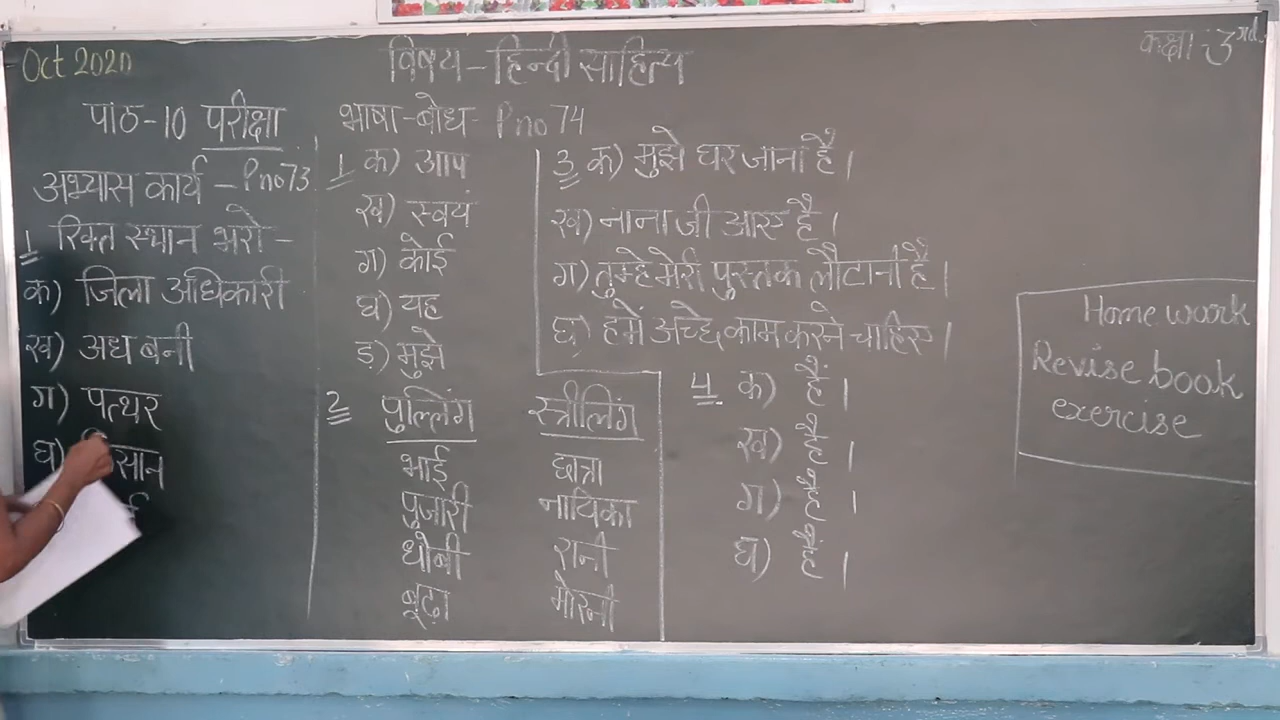 Oct 2020
विषय - हिन्दी साहित्य
कक्षा : 3rd
पाठ - 10 परीक्षा
अभ्यास कार्य - P no 73
1 रिक्त स्थान भरो -
क) जिला अधिकारी
ख) अध बनी
ग) पत्थर
घ)
भाषा - बोध - P no 74
1 क) आप
ख) स्वयं
ग) कोई
घ) यह
ड़) मुझे
2 पुल्लिंग स्त्रीलिंग
भाई छात्रा
पुजारी नायिका
धोबी रानी
बूढ़ा मोरनी
3 क) मुझे घर जाना है।
ख) नाना जी आए है।
ग) तुम्हे मेरी पुस्तक लौटानी है।
घ) हमें अच्छे काम करने चाहिए।
4. क) हैं।
ख) है।
ग) है।
घ) हैं।
Home work
Revise book
exercise